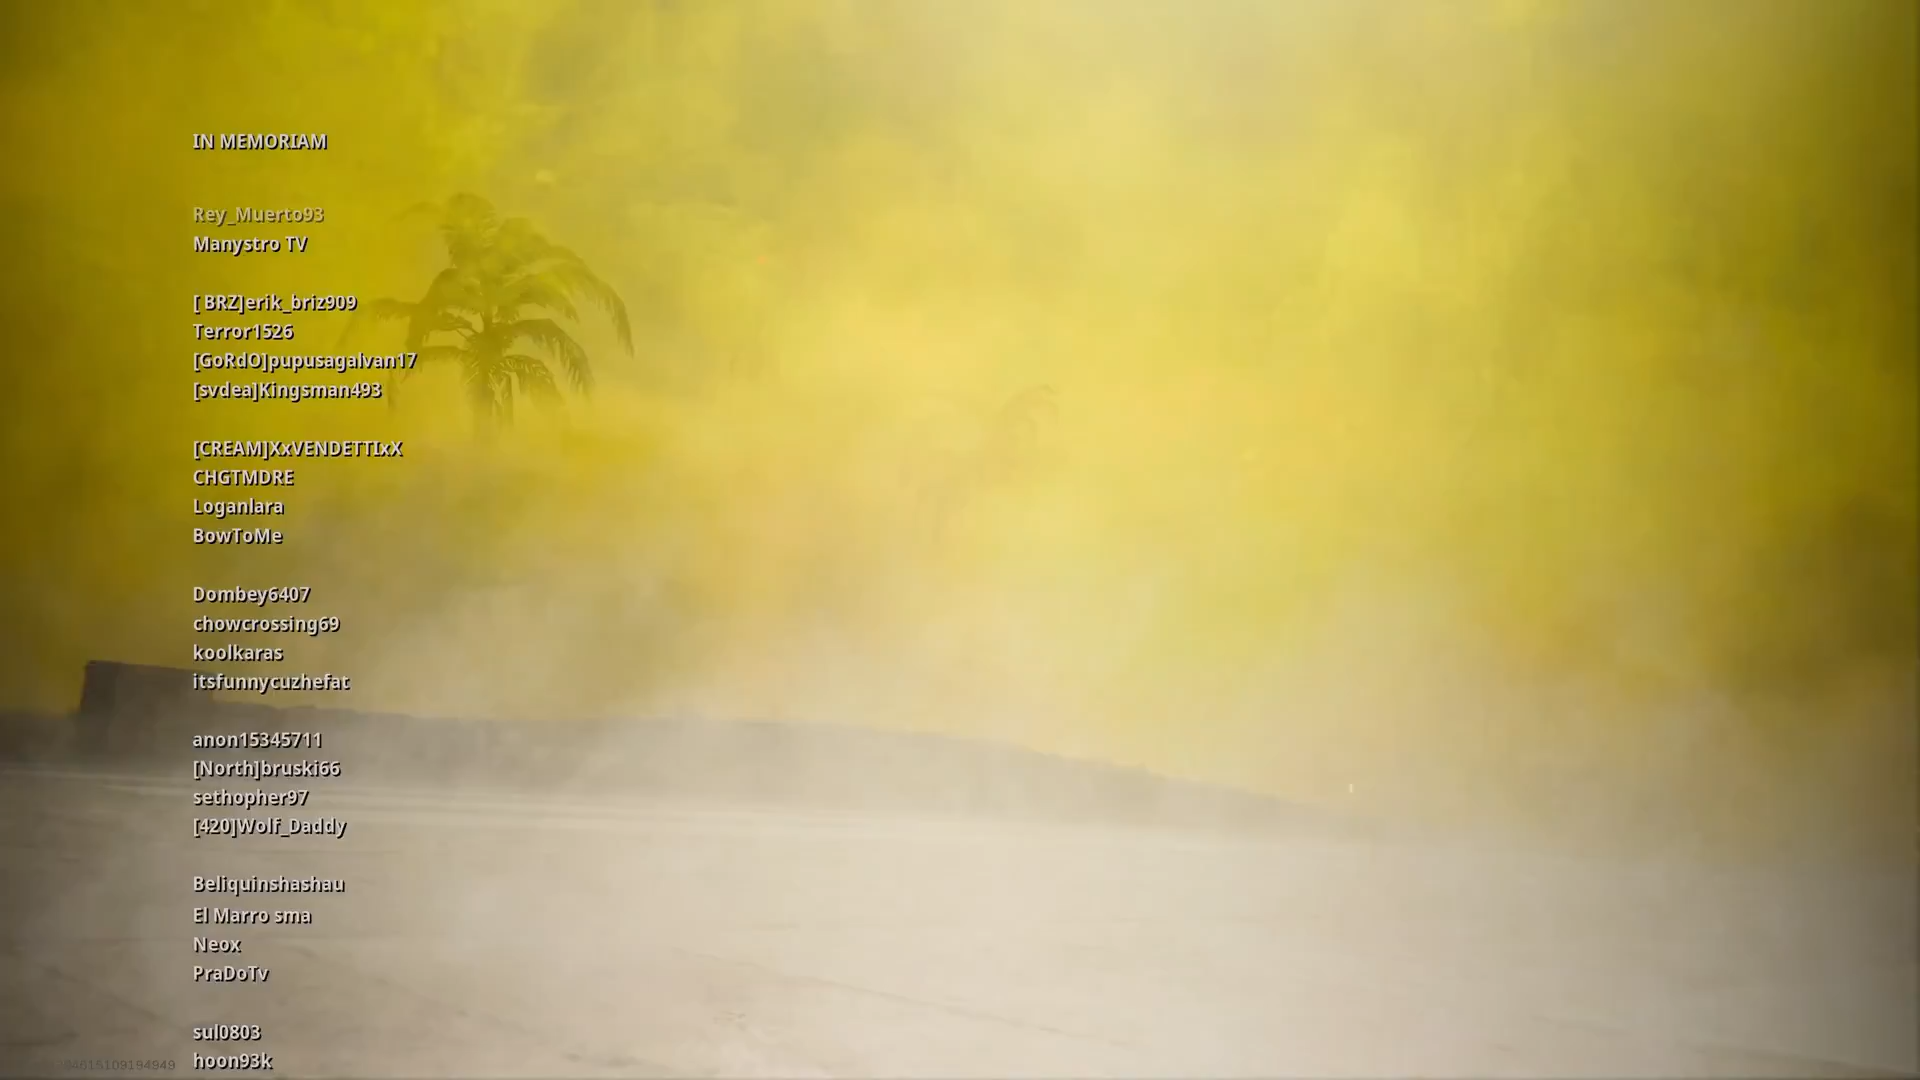 IN MEMORIAM
Rey_Muerto93
Manystro TV
[ BRZ]erik_briz909
Terror1526
[GoRdO]pupusagalvan17
[svdea]Kingsman493
[CREAM]XxVENDETTIxX
CHGTMDRE
Loganlara
BowToMe
Dombey6407
chowcrossing69
koolkaras
itsfunnycuzhefat
anon15345711
[North]bruski66
sethopher97
[420]Wolf_Daddy
Beliquinshashau
El Marro sma
Neox
PraDoTv
sul0803
hoon93k